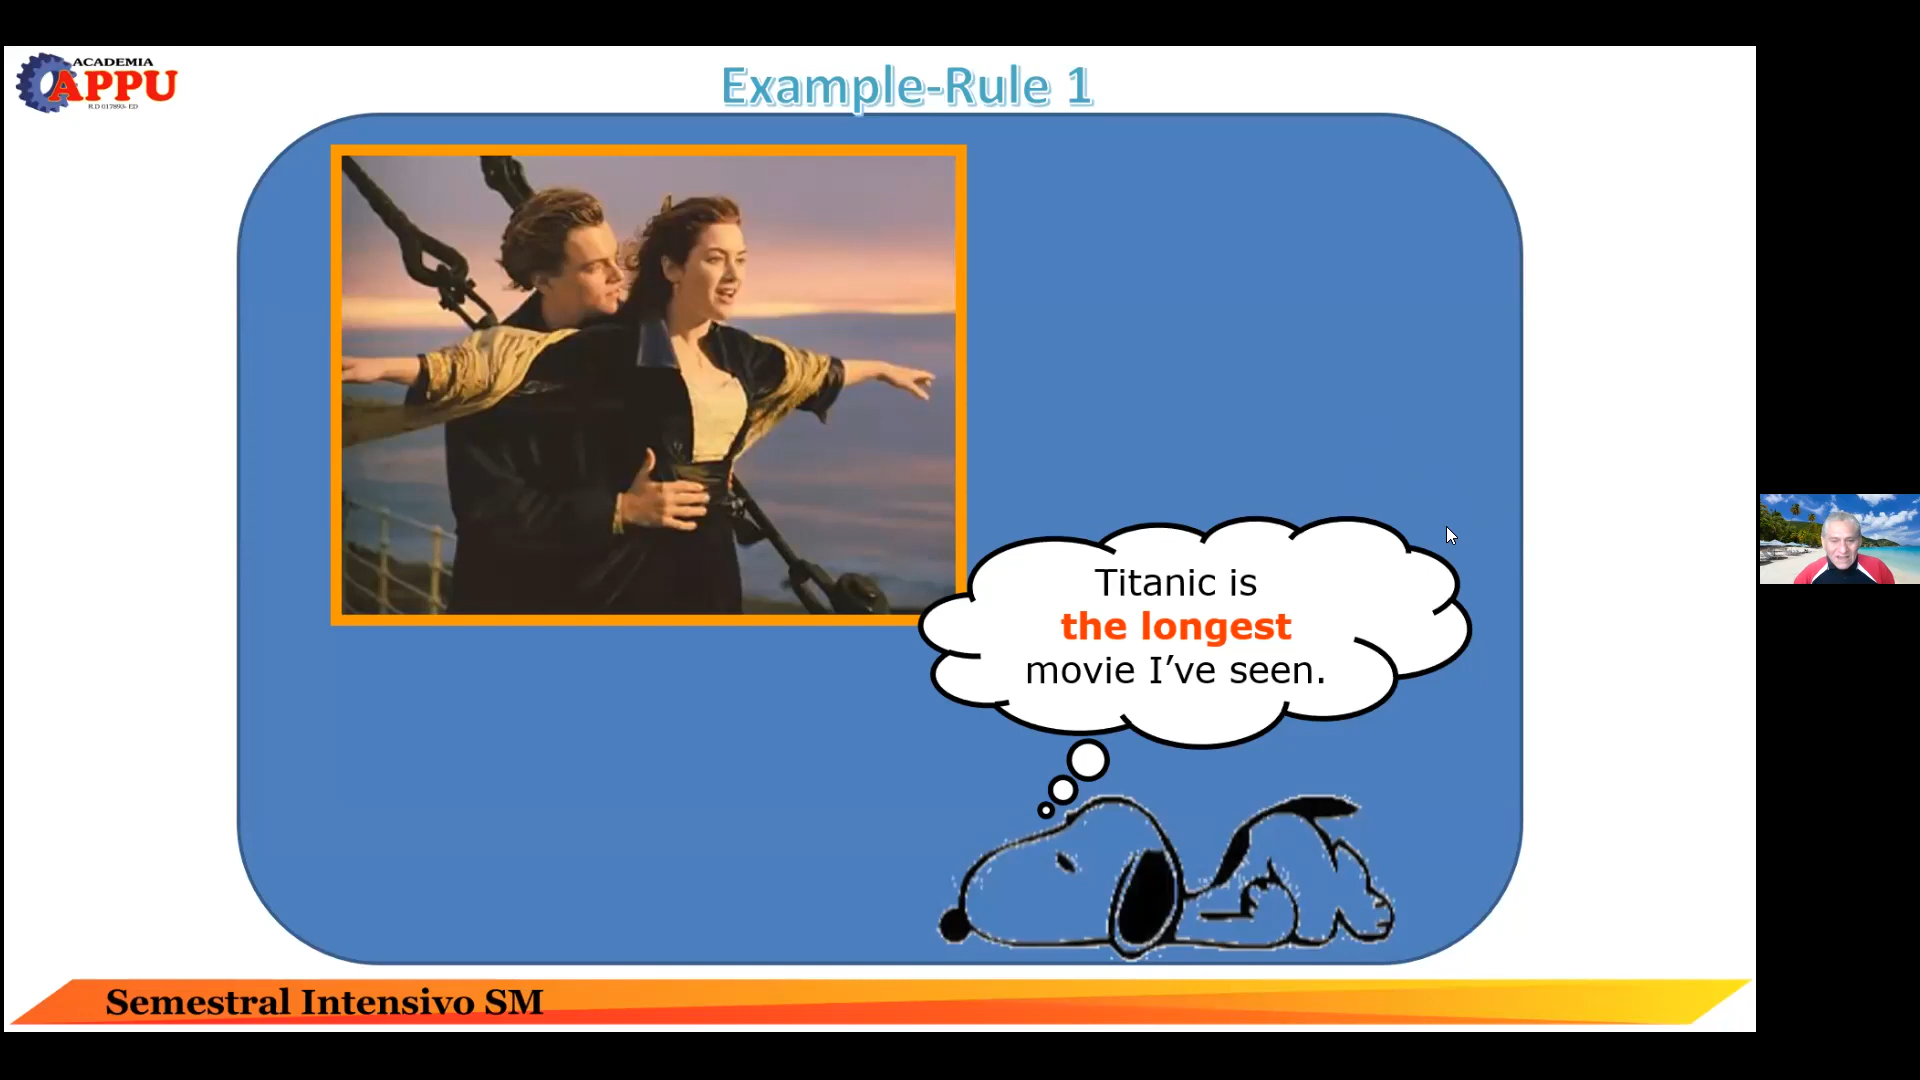 ACADEMIA
APPU
R.D 017893- ED
Example-Rule 1
Titanic is
the longest
movie I’ve seen.
Semestral Intensivo SM